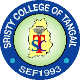 SRISTY COLLEGE OF TANGAIL
SEF1993